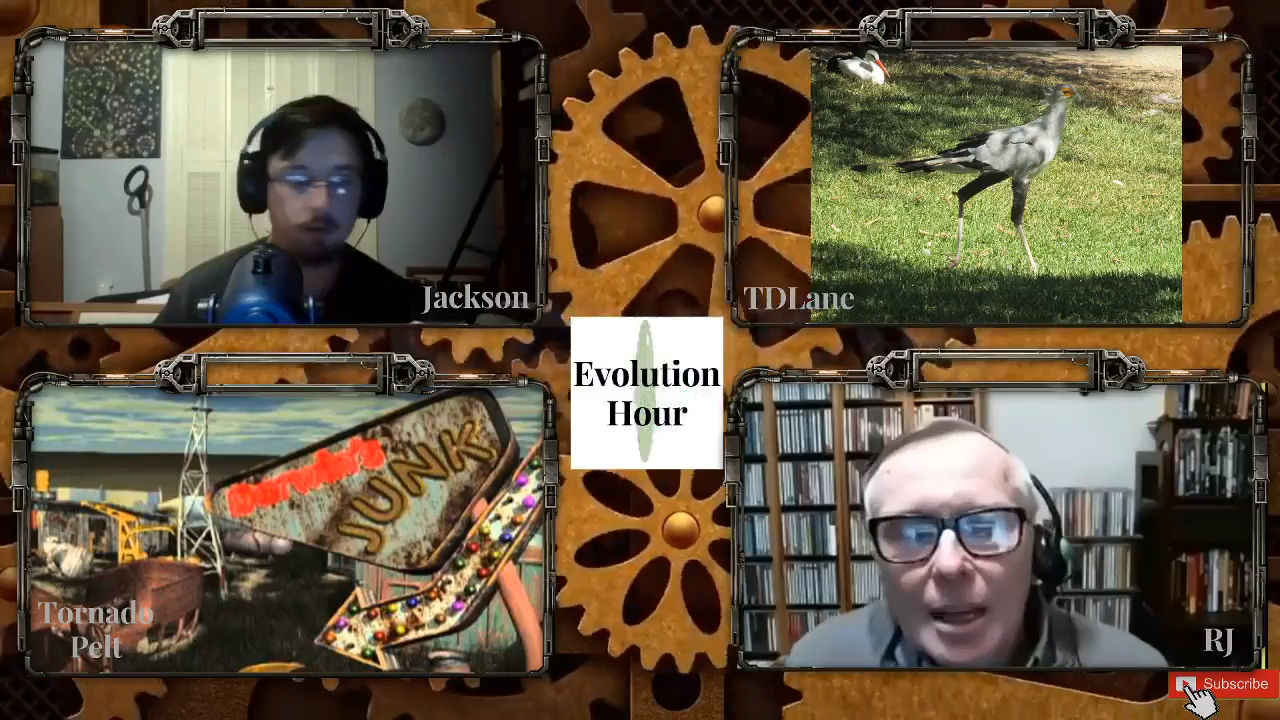 Jackson
TDLane
Evolution
Hour
Darwin's
JUNK
Tornado
Pelt
RJ
Subscribe